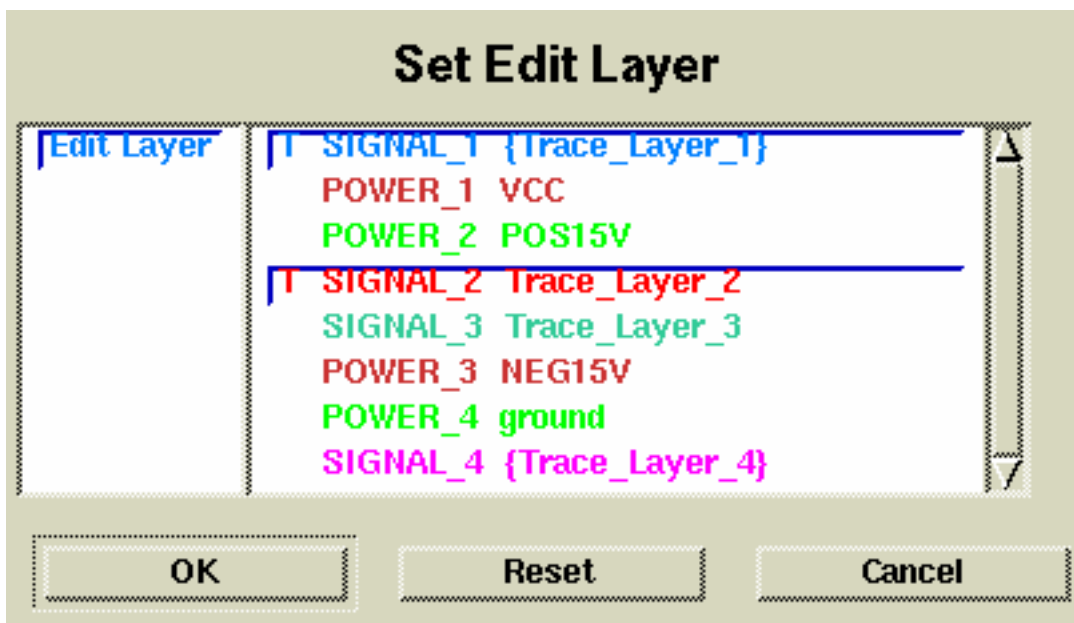 Set Edit Layer
Edit Layer
T SIGNAL_1 {Trace_Layer_1}
POWER_1 VCC
POWER_2 POS15V
T SIGNAL_2 Trace_Layer_2
SIGNAL_3 Trace_Layer_3
POWER_3 NEG15V
POWER_4 ground
SIGNAL_4 {Trace_Layer_4}
OK Reset Cancel